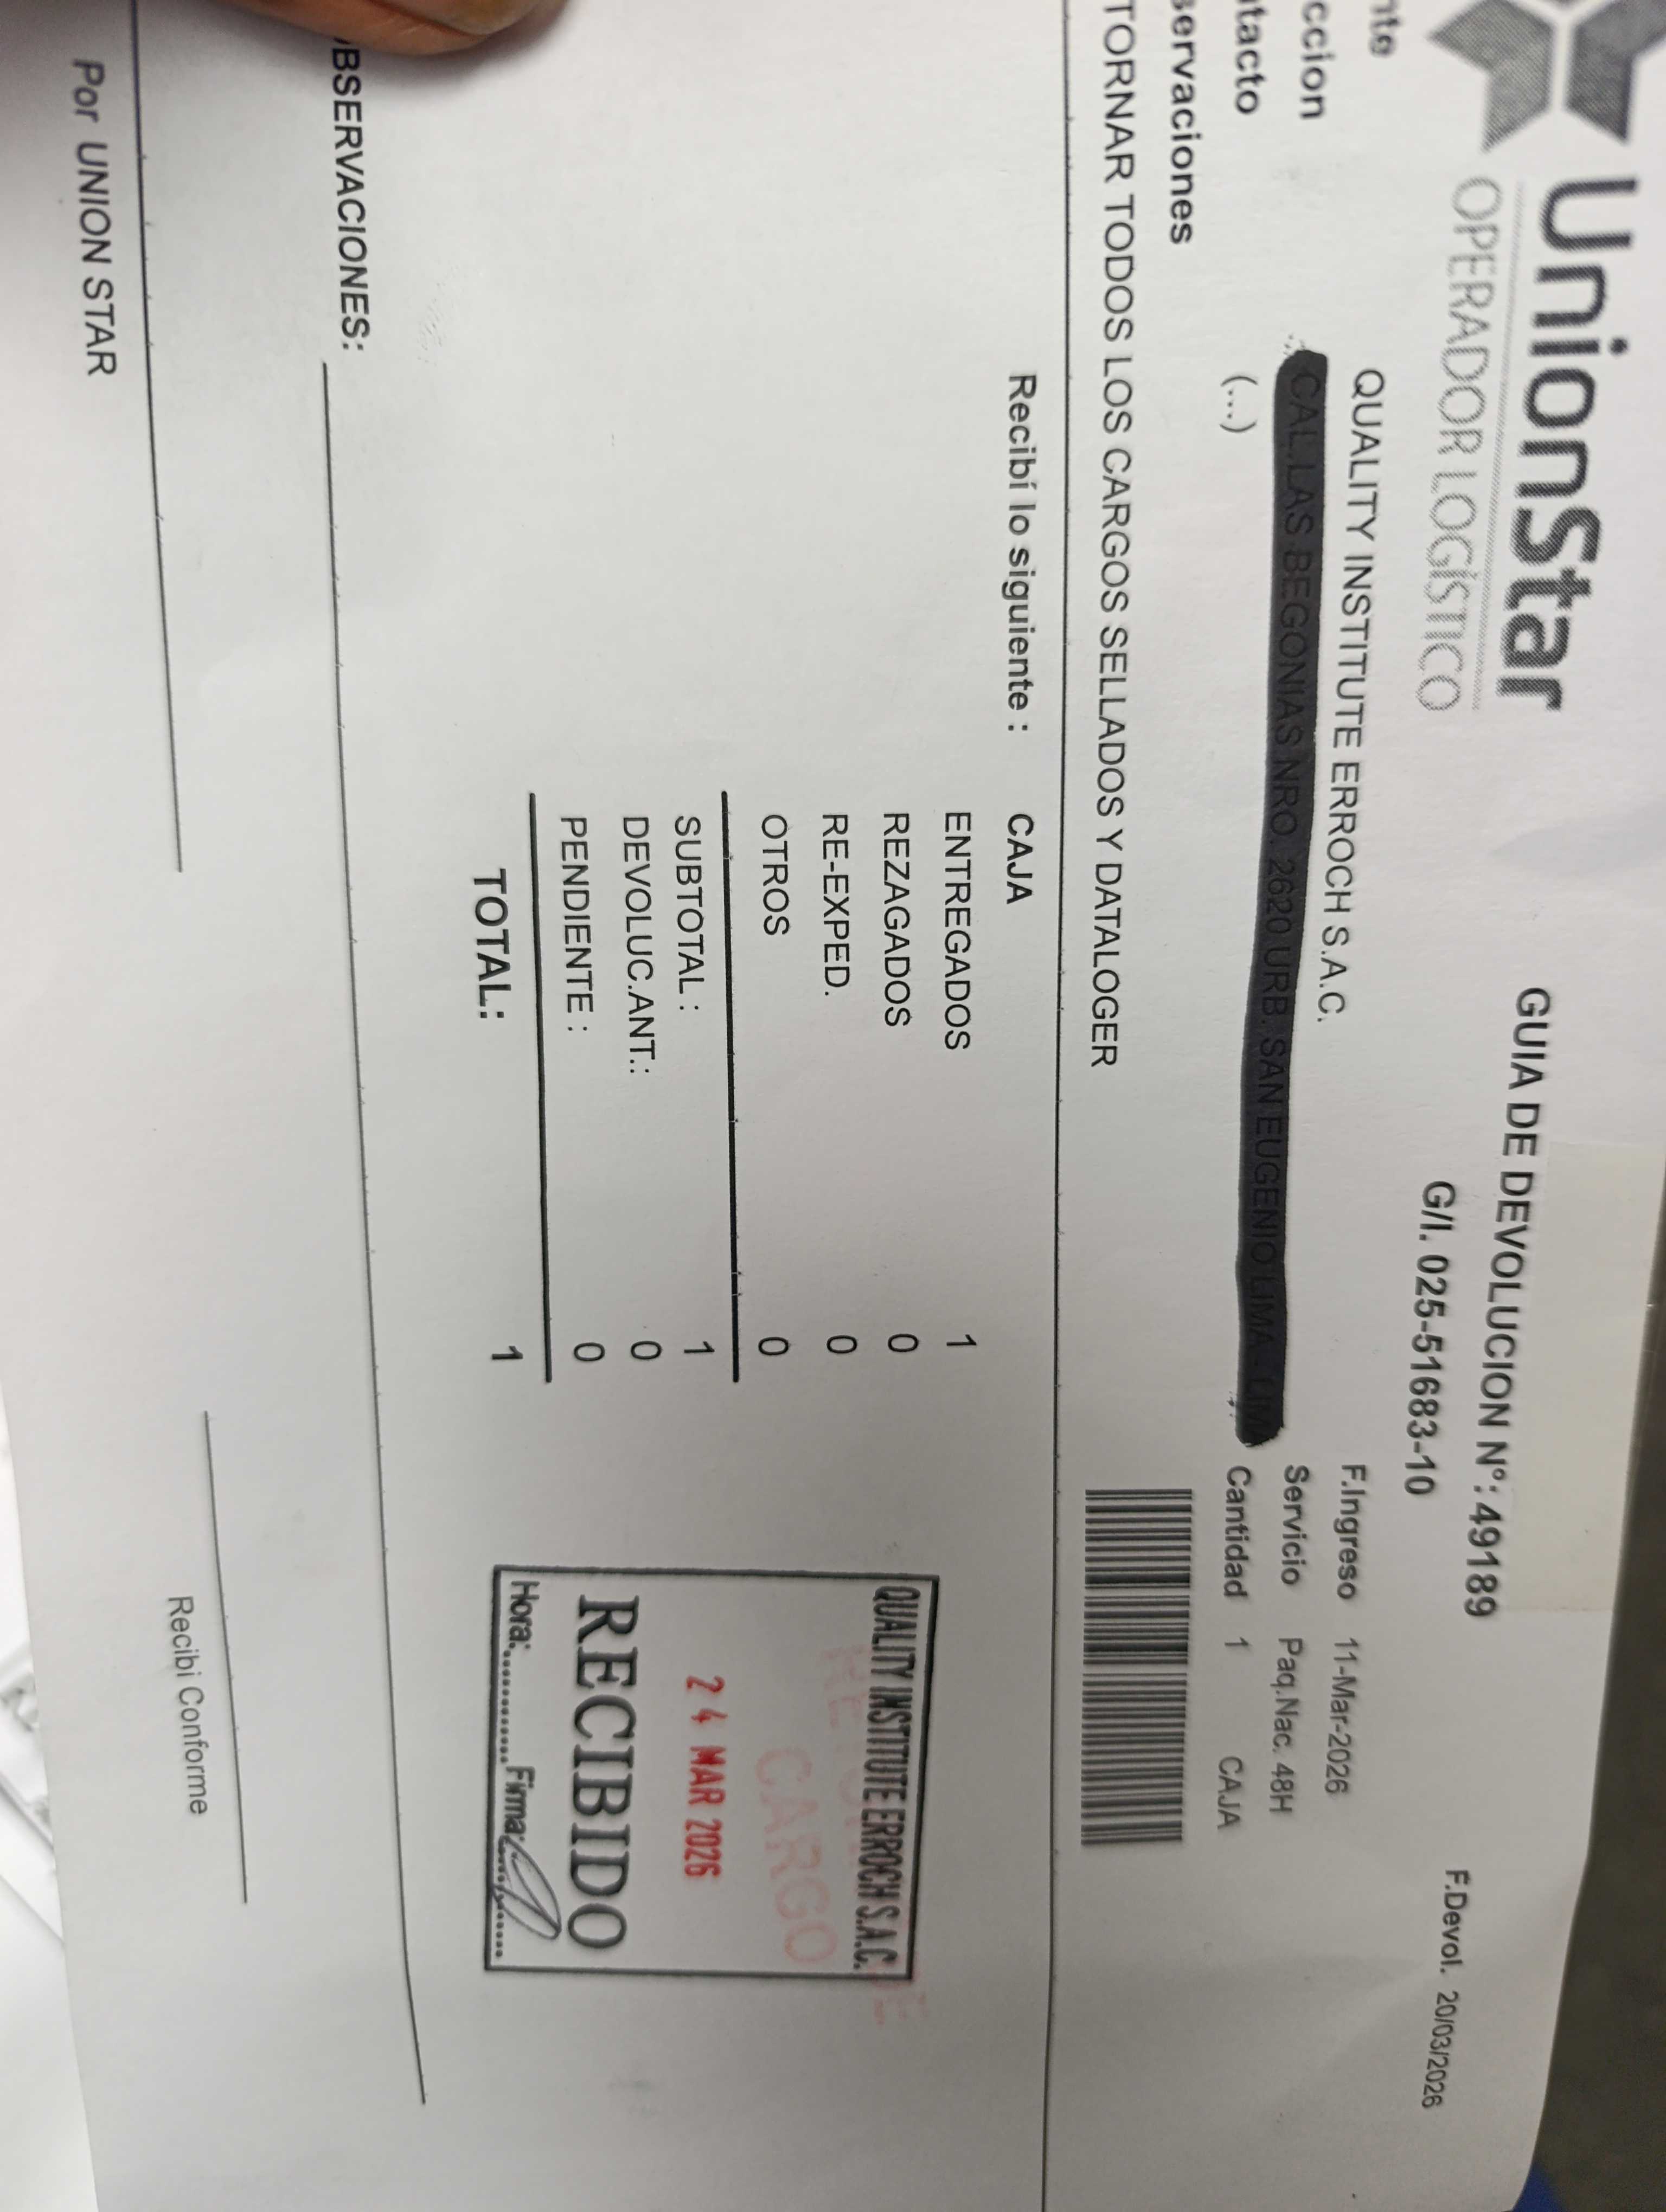 UnionStar
OPERADOR LOGÍSTICO
GUIA DE DEVOLUCION N°: 49189
G/I. 025-51683-10
F.Devol. 20/03/2026
nte QUALITY INSTITUTE ERROCH S.A.C. F.Ingreso 11-Mar-2026
ccion Servicio Paq.Nac. 48H
tacto (...) Cantidad 1 CAJA
servaciones
TORNAR TODOS LOS CARGOS SELLADOS Y DATALOGER
Recibí lo siguiente : CAJA
ENTREGADOS 1
REZAGADOS 0
RE-EXPED. 0
OTROS 0
SUBTOTAL : 1
DEVOLUC.ANT.: 0
PENDIENTE : 0
TOTAL: 1
QUALITY INSTITUTE ERROCH S.A.C.
CARGO
24 MAR 2026
RECIBIDO
Hora:............ Firma:............
BSERVACIONES:
Por UNION STAR
Recibi Conforme